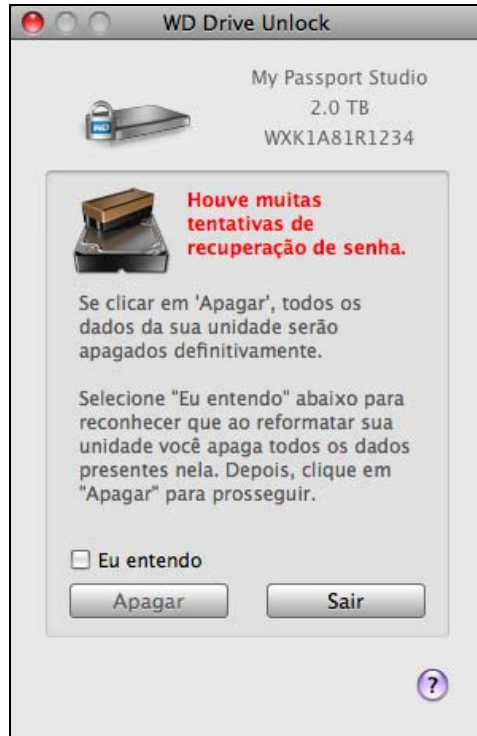 WD Drive Unlock
My Passport Studio
2.0 TB
WXK1A81R1234
WD
Houve muitas
tentativas de
recuperação de senha.
Se clicar em 'Apagar', todos os
dados da sua unidade serão
apagados definitivamente.
Selecione "Eu entendo" abaixo para
reconhecer que ao reformatar sua
unidade você apaga todos os dados
presentes nela. Depois, clique em
"Apagar" para prosseguir.
Eu entendo
Apagar
Sair
?